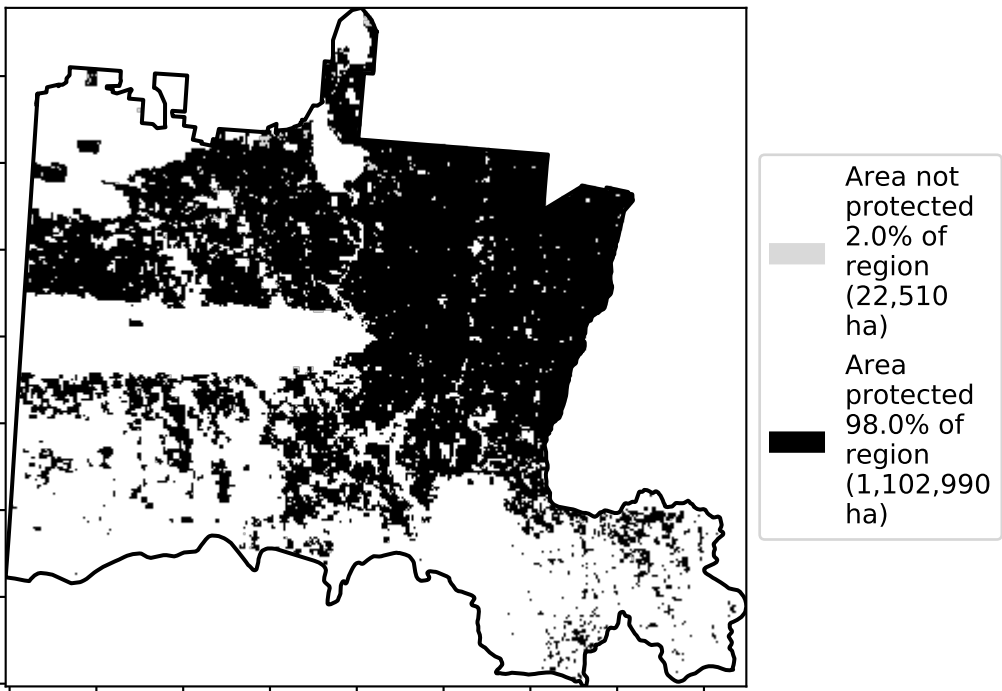 Area not
protected
2.0% of
region
(22,510
ha)
Area
protected
98.0% of
region
(1,102,990
ha)